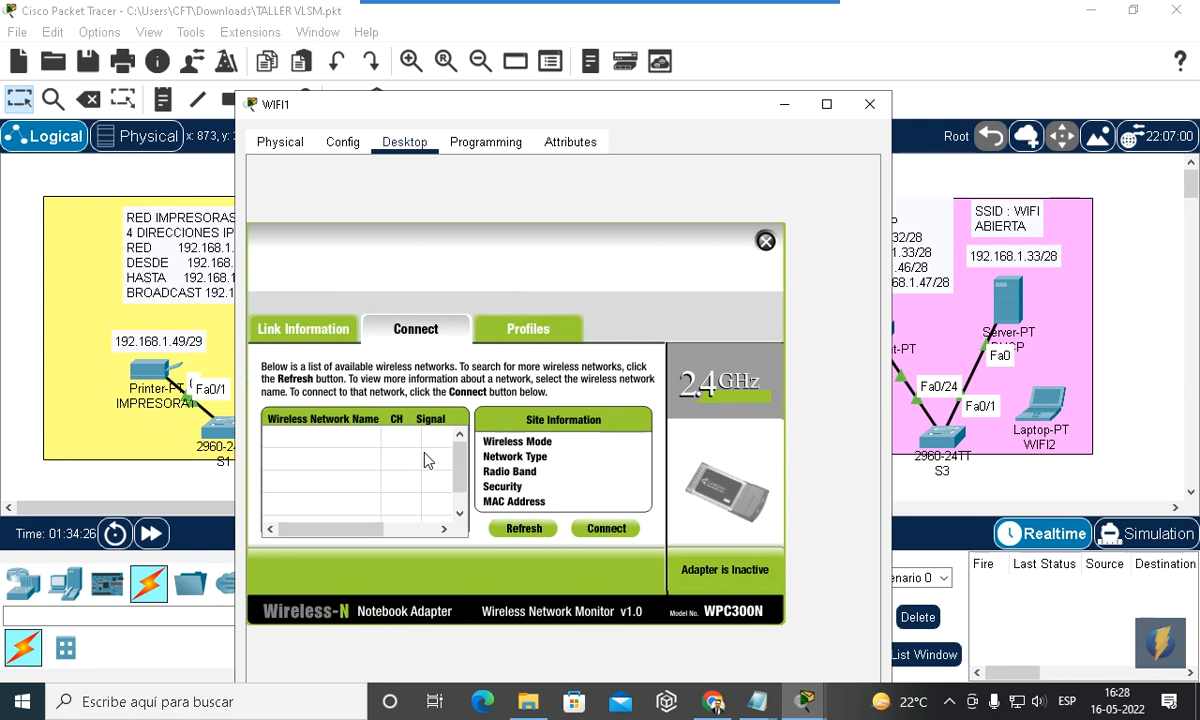 Cisco Packet Tracer - C:\Users\CFT\Downloads\TALLER VLSM.pkt
File Edit Options View Tools Extensions Window Help
Logical Physical x: 873, y:
Root 22:07:00
WIFI1
Physical Config Desktop Programming Attributes
RED IMPRESORAS
4 DIRECCIONES IP
RED 192.168.1.
DESDE 192.168.
HASTA 192.168.1
BROADCAST 192.1
192.168.1.49/29
Printer-PT
IMPRESORA1
Fa0/1
2960-24
S1
Link Information Connect Profiles
Below is a list of available wireless networks. To search for more wireless networks, click
the Refresh button. To view more information about a network, select the wireless network
name. To connect to that network, click the Connect button below.
Wireless Network Name CH Signal
Site Information
Wireless Mode
Network Type
Radio Band
Security
MAC Address
Refresh Connect
2.4GHz
Adapter is Inactive
Wireless-N Notebook Adapter Wireless Network Monitor v1.0 Model No. WPC300N
P
32/28
.1.33/28
.46/28
68.1.47/28
SSID : WIFI
ABIERTA
192.168.1.33/28
Server-PT
Fa0
t-PT
Fa0/24
Fa0/1
Laptop-PT
WIFI2
2960-24TT
S3
Time: 01:34:26
Realtime Simulation
enario 0
Fire Last Status Source Destination
Delete
List Window
Escribe aquí para buscar
22°C
ESP
16:28
16-05-2022